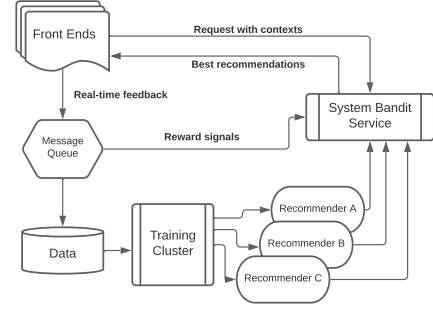 Front Ends
Request with contexts
Best recommendations
Real-time feedback
System Bandit
Service
Message
Queue
Reward signals
Data
Training
Cluster
Recommender A
Recommender B
Recommender C